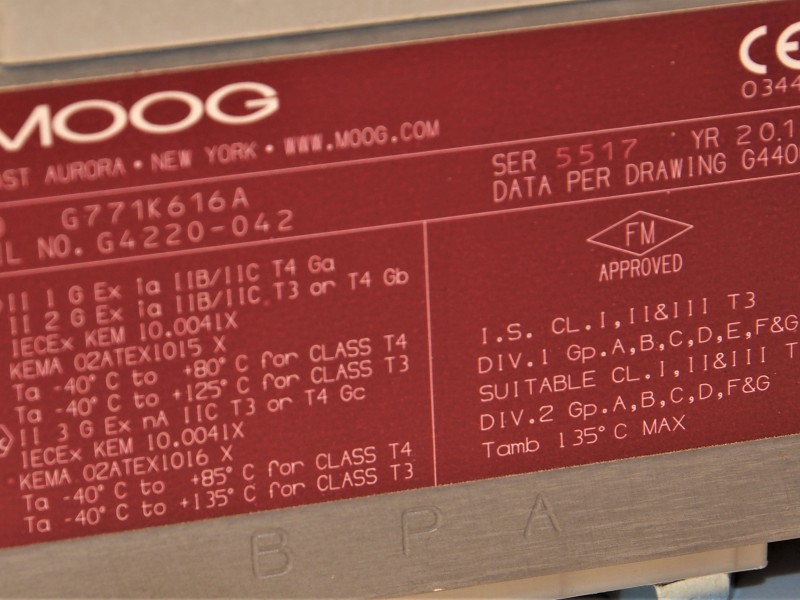 MOOG
CE
0344
AST AURORA • NEW YORK • WWW.MOOG.COM
SER 5517 YR 20.1
DATA PER DRAWING G440
G771K616A
IL NO. G4220-042
II 1 G Ex ia IIB/IIC T4 Ga
II 2 G Ex ia IIB/IIC T3 or T4 Gb
IECEx KEM 10.0041X
KEMA 02ATEX1015 X
Ta -40°C to +80°C for CLASS T4
Ta -40°C to +125°C for CLASS T3
II 3 G Ex nA IIC T3 or T4 Gc
IECEx KEM 10.0041X
KEMA 02ATEX1016 X
Ta -40°C to +85°C for CLASS T4
Ta -40°C to +135°C for CLASS T3
FM
APPROVED
I.S. CL.I,II&III T3
DIV.1 Gp.A,B,C,D,E,F&G
SUITABLE CL.I,II&III T
DIV.2 Gp.A,B,C,D,F&G
Tamb 135°C MAX
B P A